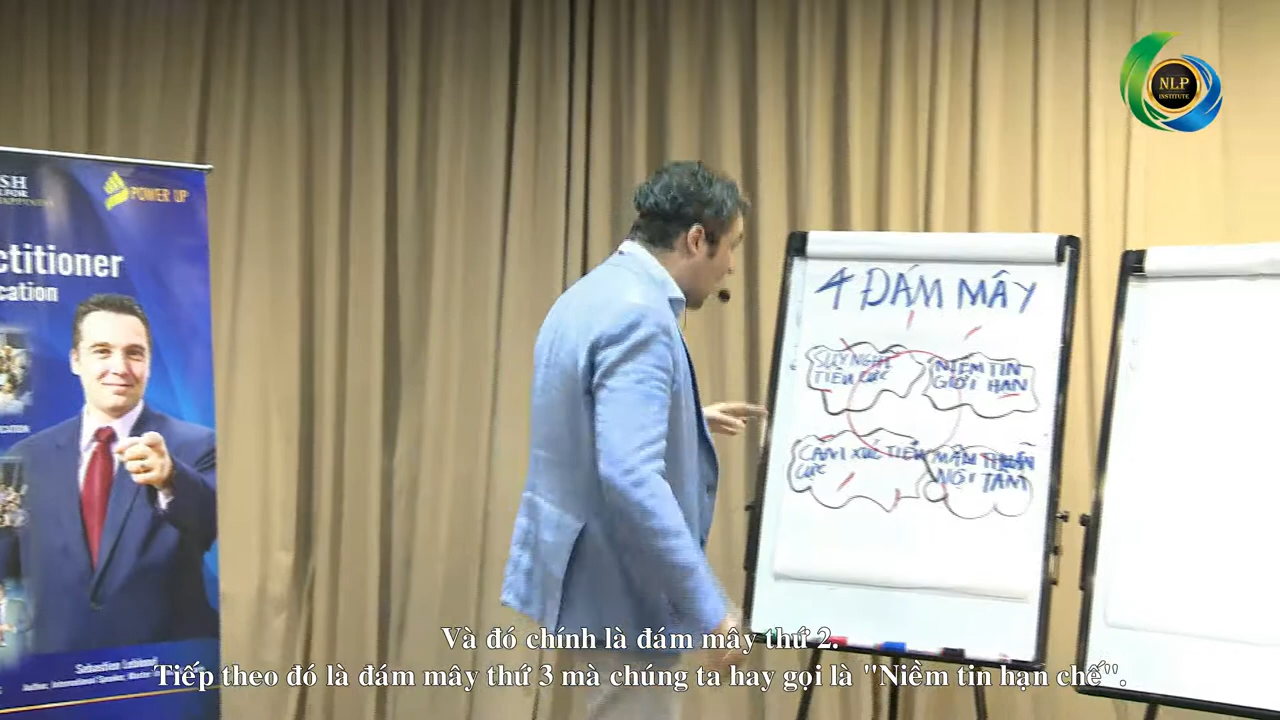 NLP
INSTITUTE
SH
POWER UP
ctitioner
cation
4 ĐÁM MÂY
SUY NGHĨ
TIÊU CỰC
NIỀM TIN
GIỚI HẠN
CẢM XÚC TIÊU
CỰC
MÂU THUẪN
NỘI TÂM
Và đó chính là đám mây thứ 2.
Tiếp theo đó là đám mây thứ 3 mà chúng ta hay gọi là "Niềm tin hạn chế".